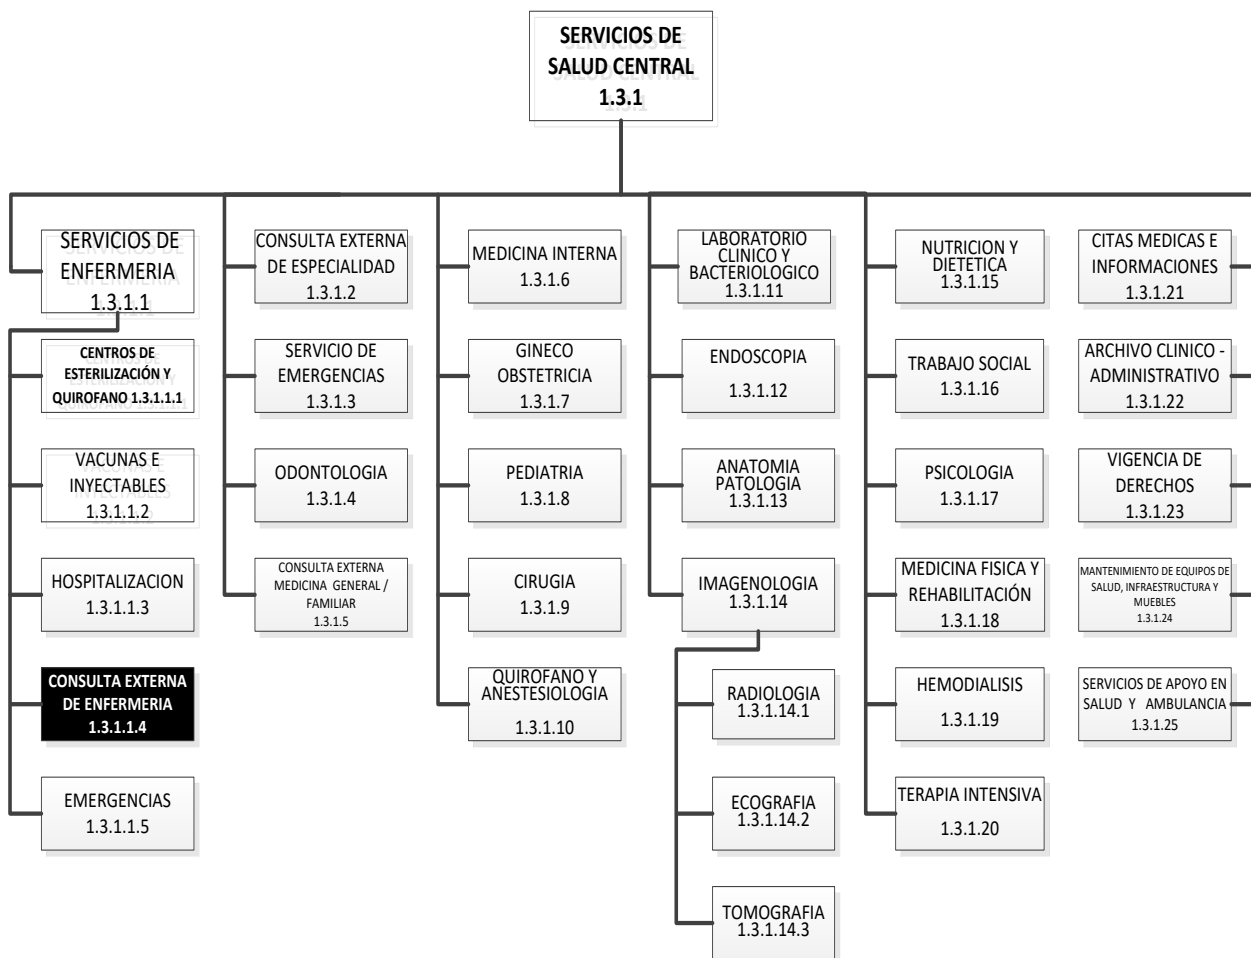 SERVICIOS DE
SALUD CENTRAL
1.3.1
SERVICIOS DE
ENFERMERIA
1.3.1.1
CENTROS DE
ESTERILIZACIÓN Y
QUIROFANO 1.3.1.1.1
VACUNAS E
INYECTABLES
1.3.1.1.2
HOSPITALIZACION
1.3.1.1.3
CONSULTA EXTERNA
DE ENFERMERIA
1.3.1.1.4
EMERGENCIAS
1.3.1.1.5
CONSULTA EXTERNA
DE ESPECIALIDAD
1.3.1.2
SERVICIO DE
EMERGENCIAS
1.3.1.3
ODONTOLOGIA
1.3.1.4
CONSULTA EXTERNA
MEDICINA GENERAL /
FAMILIAR
1.3.1.5
MEDICINA INTERNA
1.3.1.6
GINECO
OBSTETRICIA
1.3.1.7
PEDIATRIA
1.3.1.8
CIRUGIA
1.3.1.9
QUIROFANO Y
ANESTESIOLOGIA
1.3.1.10
LABORATORIO
CLINICO Y
BACTERIOLOGICO
1.3.1.11
ENDOSCOPIA
1.3.1.12
ANATOMIA
PATOLOGIA
1.3.1.13
IMAGENOLOGIA
1.3.1.14
RADIOLOGIA
1.3.1.14.1
ECOGRAFIA
1.3.1.14.2
TOMOGRAFIA
1.3.1.14.3
NUTRICION Y
DIETETICA
1.3.1.15
TRABAJO SOCIAL
1.3.1.16
PSICOLOGIA
1.3.1.17
MEDICINA FISICA Y
REHABILITACIÓN
1.3.1.18
HEMODIALISIS
1.3.1.19
TERAPIA INTENSIVA
1.3.1.20
CITAS MEDICAS E
INFORMACIONES
1.3.1.21
ARCHIVO CLINICO -
ADMINISTRATIVO
1.3.1.22
VIGENCIA DE
DERECHOS
1.3.1.23
MANTENIMIENTO DE EQUIPOS DE
SALUD, INFRAESTRUCTURA Y
MUEBLES
1.3.1.24
SERVICIOS DE APOYO EN
SALUD Y AMBULANCIA
1.3.1.25